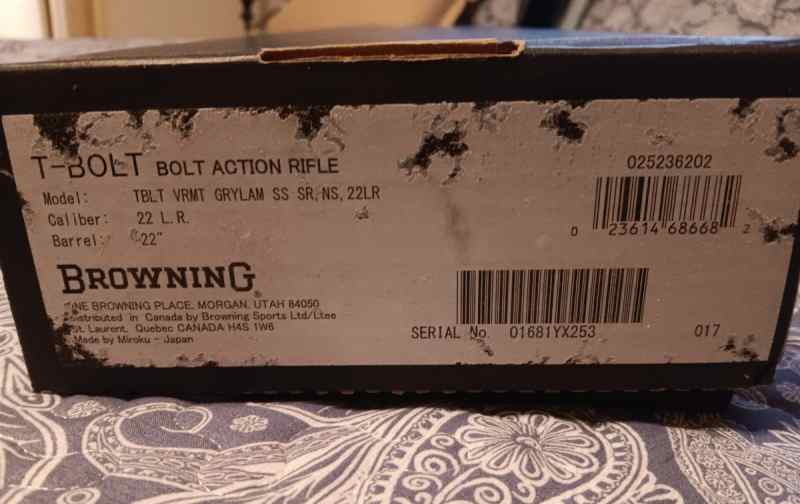 T-BOLT BOLT ACTION RIFLE
Model: TBLT VRMT GRYLAM SS SR,NS,22LR
Caliber: 22 L.R.
Barrel: 22"
BROWNING®
ONE BROWNING PLACE, MORGAN, UTAH 84050
Distributed in Canada by Browning Sports Ltd/Ltee
St. Laurent, Quebec CANADA H4S 1W6
Made by Miroku - Japan
025236202
0 23614 68668 2
SERIAL No. 01681YX253
017